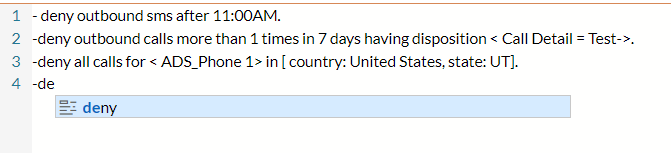 1 - deny outbound sms after 11:00AM.
2 -deny outbound calls more than 1 times in 7 days having disposition < Call Detail = Test->.
3 -deny all calls for < ADS_Phone 1> in [ country: United States, state: UT].
4 -de
deny